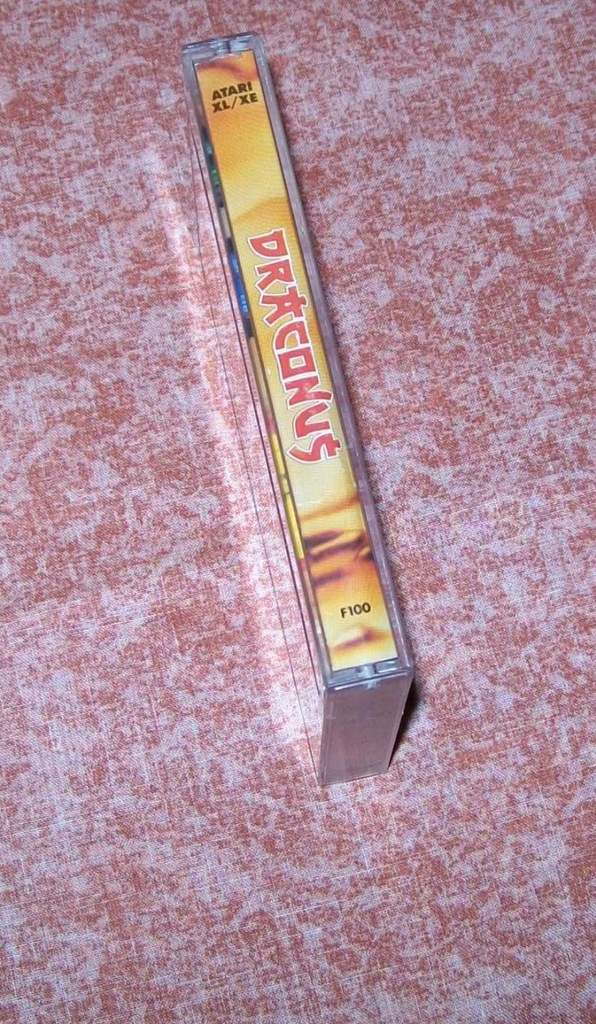 ATARI
XL/XE
DRACONUS
F100